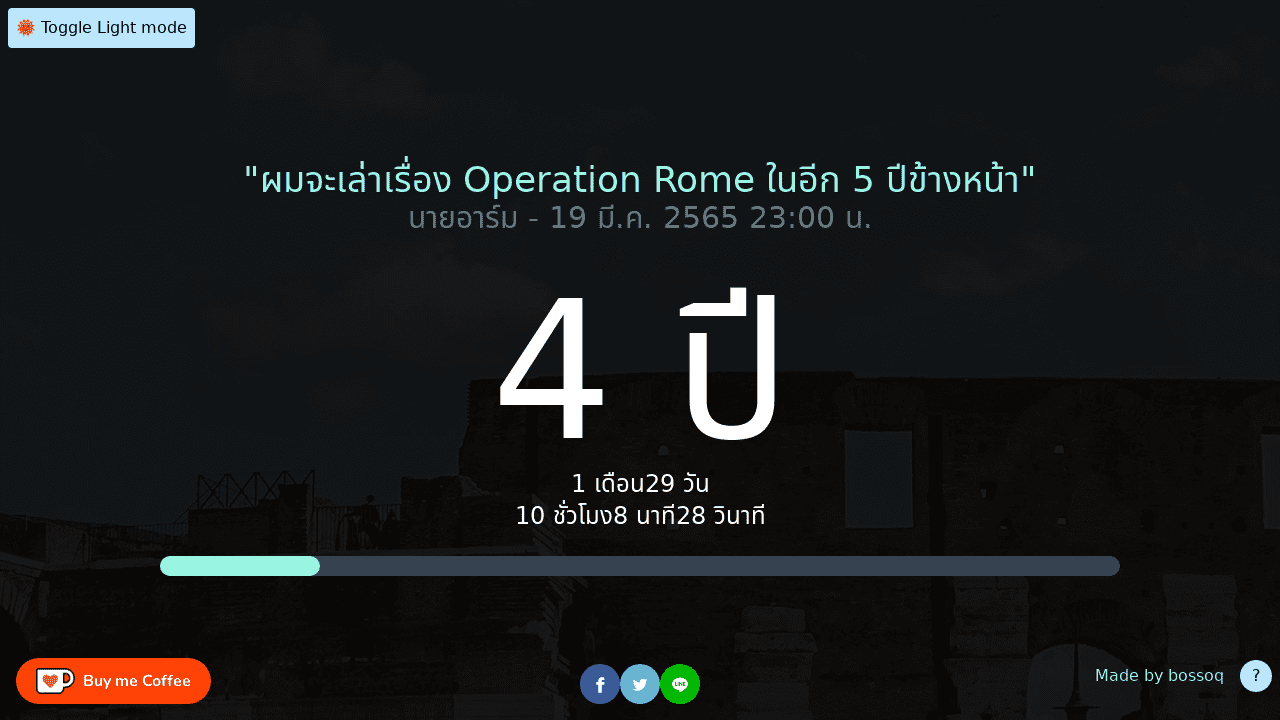 Toggle Light mode
"ผมจะเล่าเรื่อง Operation Rome ในอีก 5 ปีข้างหน้า"
นายอาร์ม - 19 มี.ค. 2565 23:00 น.
4 ปี
1 เดือน29 วัน
10 ชั่วโมง8 นาที28 วินาที
Buy me Coffee
LINE
Made by bossoq
?